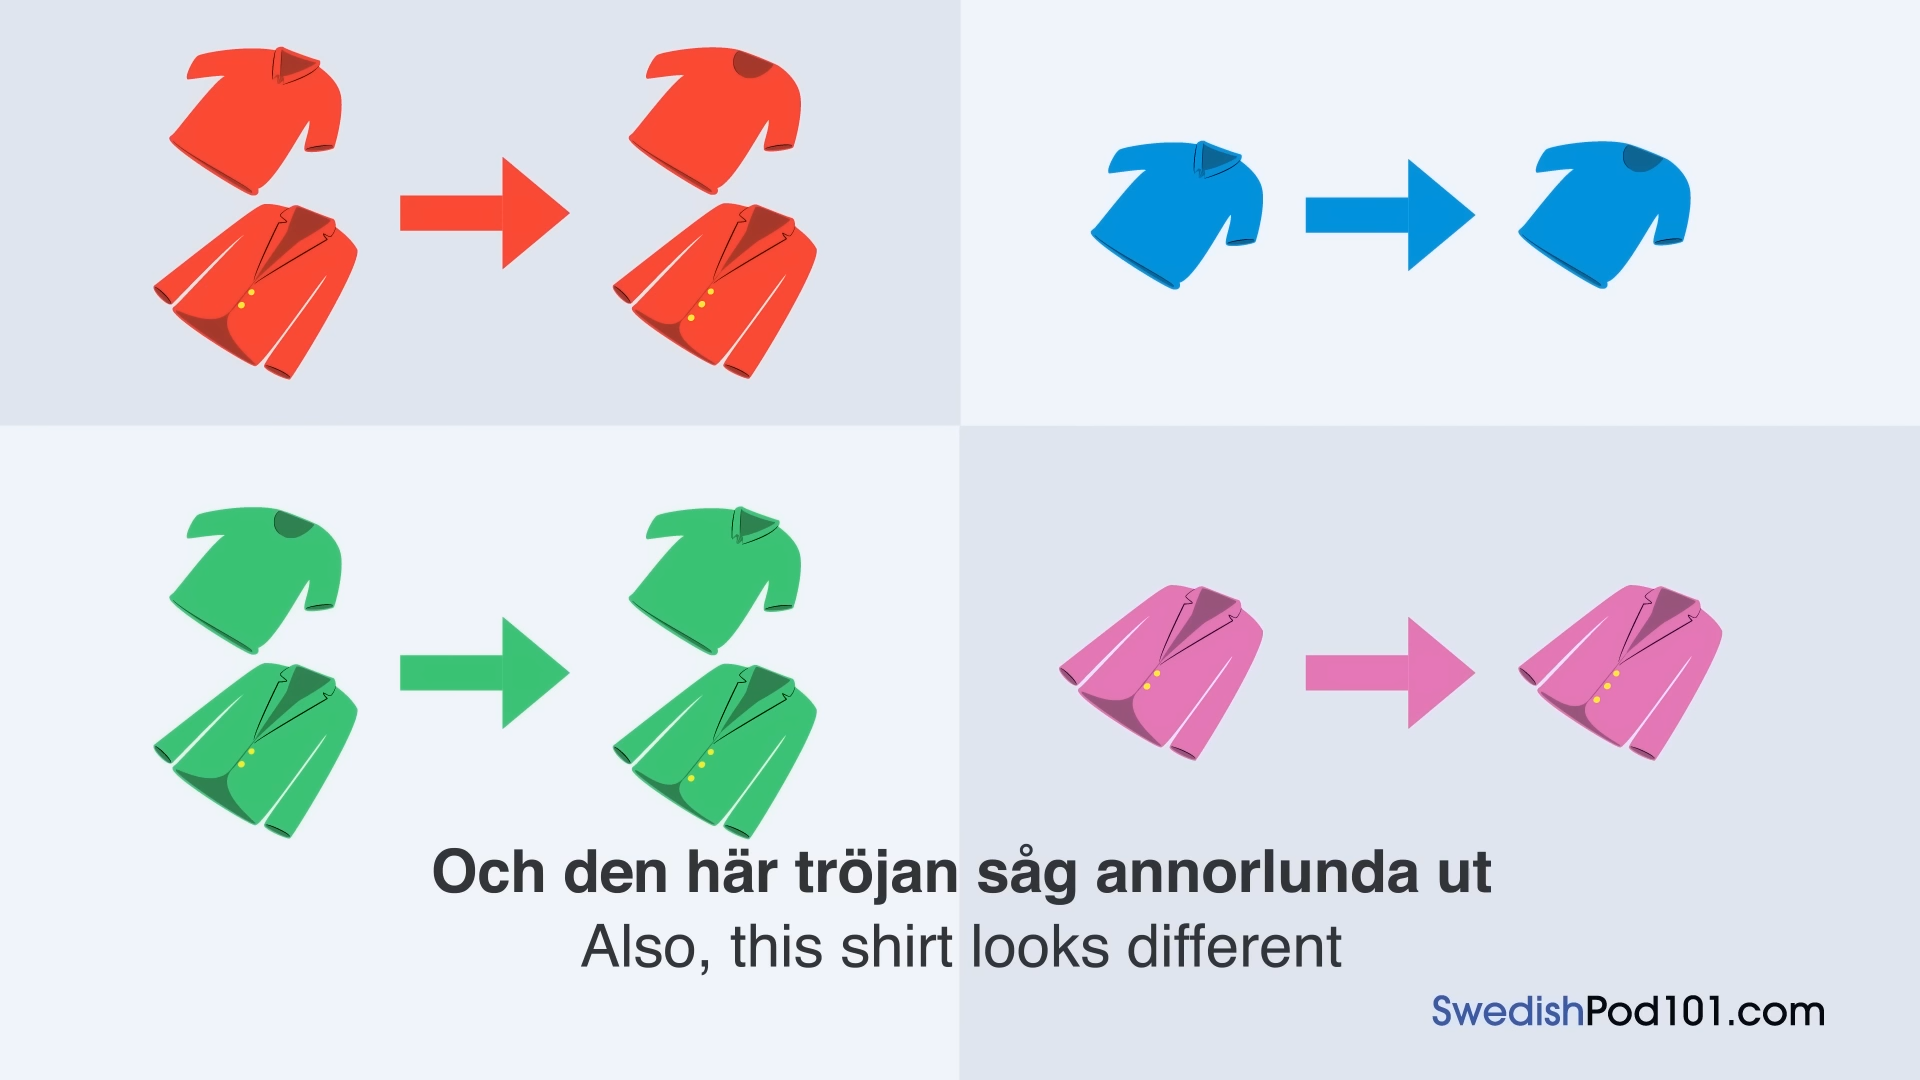 Och den här tröjan såg annorlunda ut
Also, this shirt looks different
SwedishPod101.com